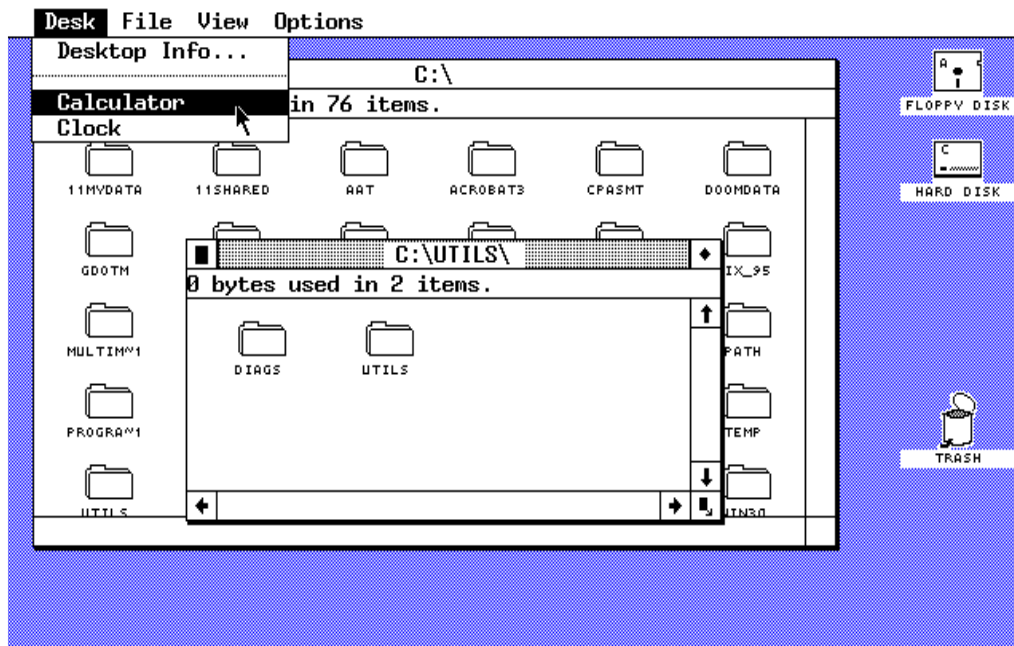 Desk File View Options
Desktop Info...
Calculator
Clock
C:\
in 76 items.
A
FLOPPY DISK
C
HARD DISK
11MYDATA 11SHARED AAT ACROBAT3 CPASMT DOOMDATA
GDOTM
C:\UTILS\
IX_95
0 bytes used in 2 items.
MULTIM~1
PATH
DIAGS UTILS
PROGRA~1
TEMP
TRASH
UTILS
WIN30